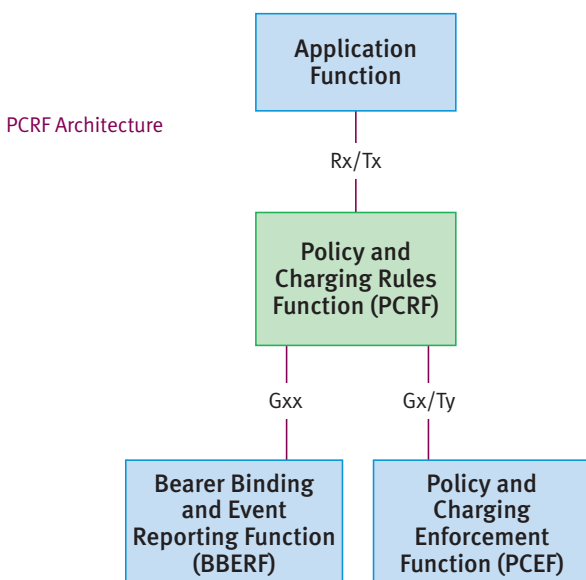 Application
Function
PCRF Architecture
Rx/Tx
Policy and
Charging Rules
Function (PCRF)
Gxx
Gx/Ty
Bearer Binding
and Event
Reporting Function
(BBERF)
Policy and
Charging
Enforcement
Function (PCEF)